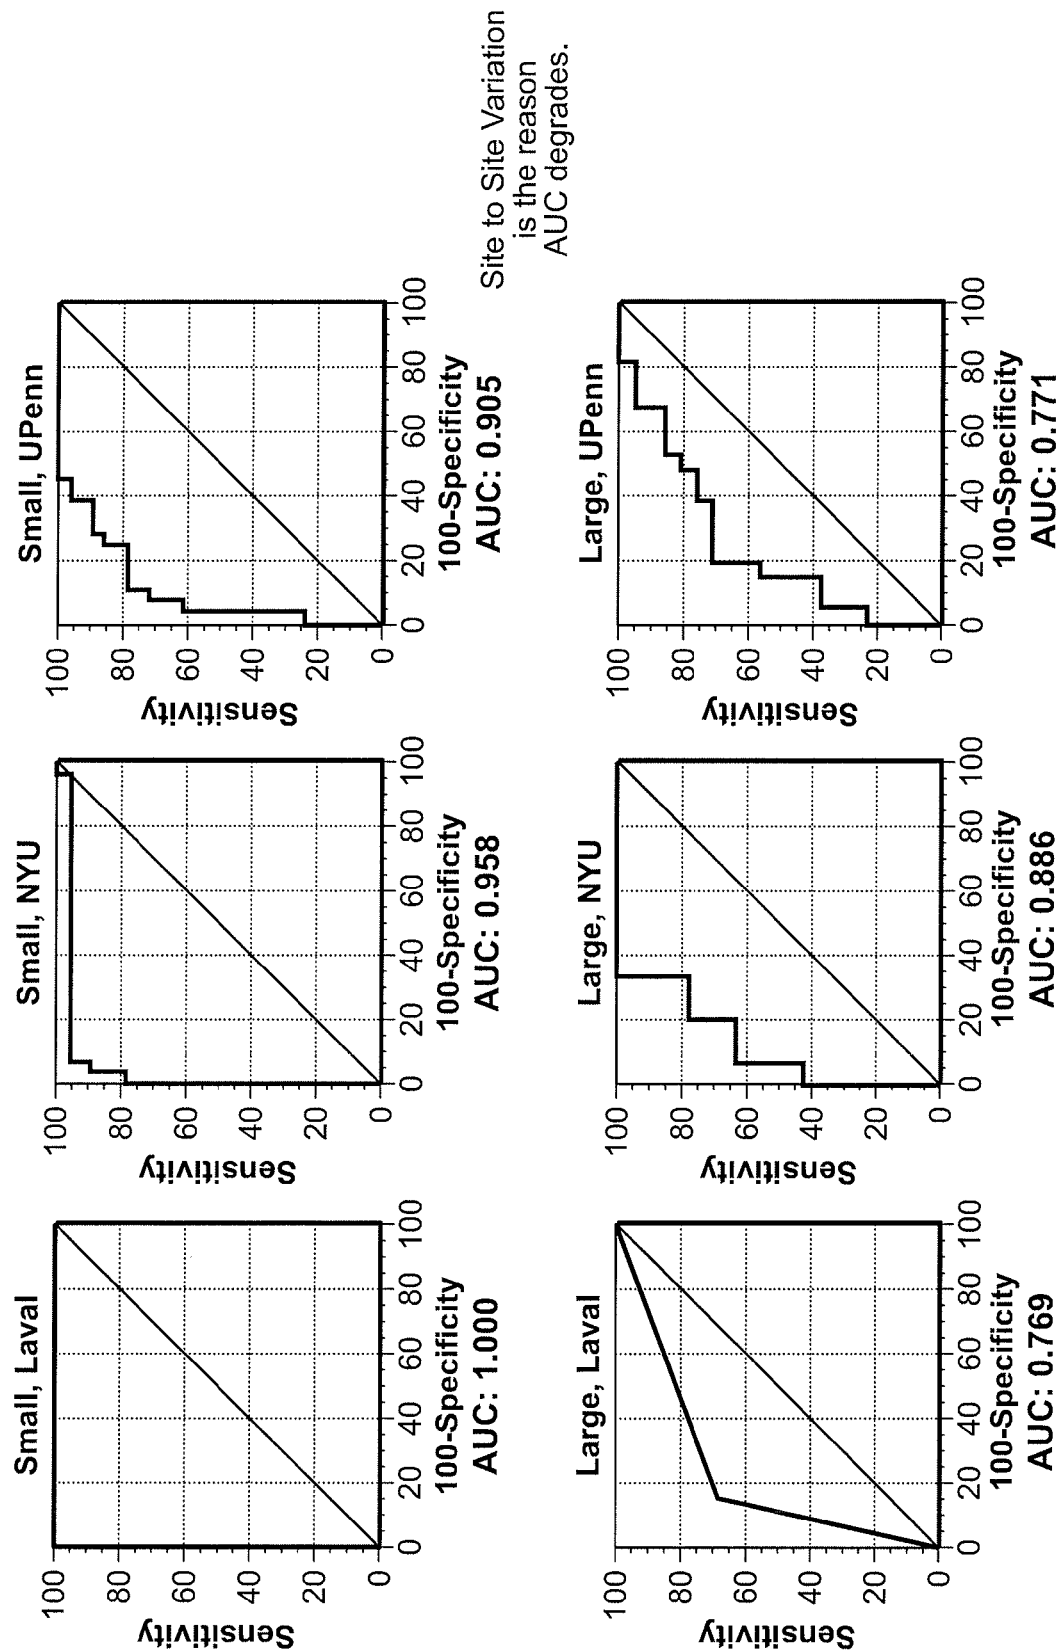 Small, Laval
Sensitivity
100
80
60
40
20
0
0 20 40 60 80 100
100-Specificity
AUC: 1.000
Small, NYU
Sensitivity
100
80
60
40
20
0
0 20 40 60 80 100
100-Specificity
AUC: 0.958
Small, UPenn
Sensitivity
100
80
60
40
20
0
0 20 40 60 80 100
100-Specificity
AUC: 0.905
Large, Laval
Sensitivity
100
80
60
40
20
0
0 20 40 60 80 100
100-Specificity
AUC: 0.769
Large, NYU
Sensitivity
100
80
60
40
20
0
0 20 40 60 80 100
100-Specificity
AUC: 0.886
Large, UPenn
Sensitivity
100
80
60
40
20
0
0 20 40 60 80 100
100-Specificity
AUC: 0.771
Site to Site Variation
is the reason
AUC degrades.